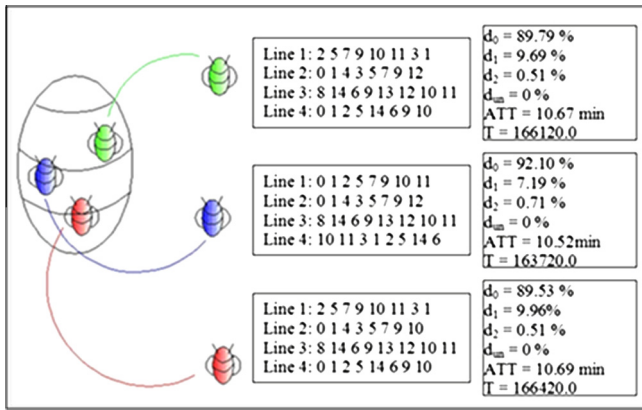 Line 1: 2 5 7 9 10 11 3 1
Line 2: 0 1 4 3 5 7 9 12
Line 3: 8 14 6 9 13 12 10 11
Line 4: 0 1 2 5 14 6 9 10
d₀ = 89.79 %
d₁ = 9.69 %
d₂ = 0.51 %
dᵤₙ = 0 %
ATT = 10.67 min
T = 166120.0
Line 1: 0 1 2 5 7 9 10 11
Line 2: 0 1 4 3 5 7 9 12
Line 3: 8 14 6 9 13 12 10 11
Line 4: 10 11 3 1 2 5 14 6
d₀ = 92.10 %
d₁ = 7.19 %
d₂ = 0.71 %
dᵤₙ = 0 %
ATT = 10.52min
T = 163720.0
Line 1: 2 5 7 9 10 11 3 1
Line 2: 0 1 4 3 5 7 9 10
Line 3: 8 14 6 9 13 12 10 11
Line 4: 0 1 2 5 14 6 9 10
d₀ = 89.53 %
d₁ = 9.96%
d₂ = 0.51 %
dᵤₙ = 0 %
ATT = 10.69 min
T = 166420.0